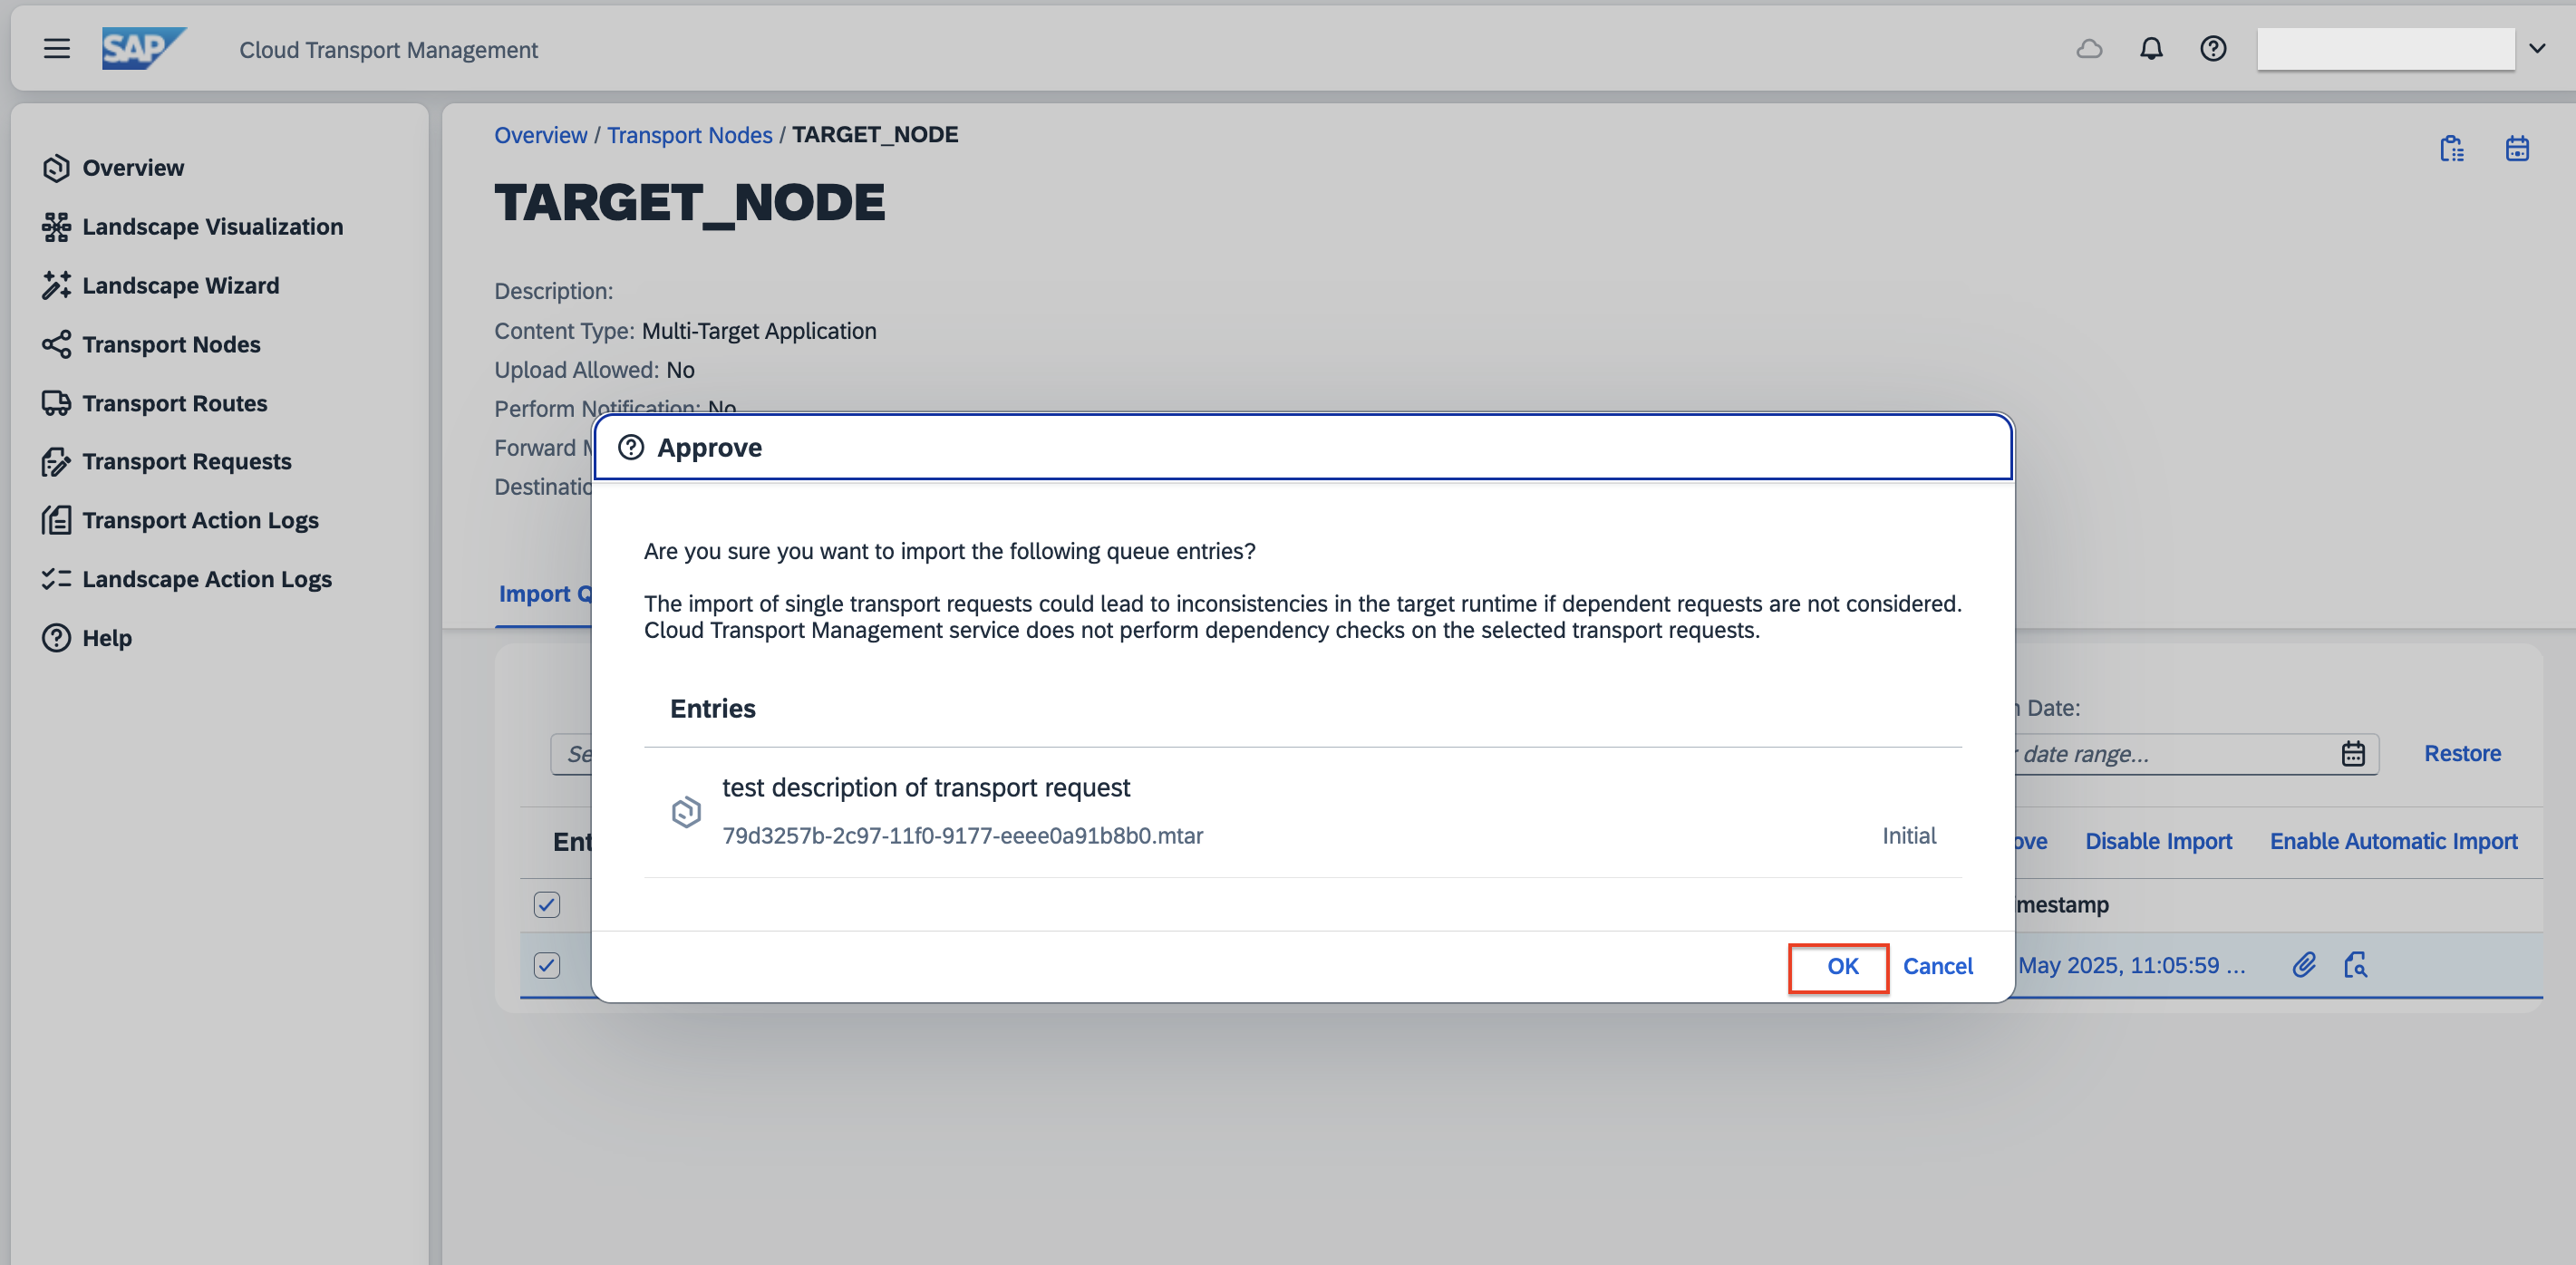 SAP Cloud Transport Management
Overview
Landscape Visualization
Landscape Wizard
Transport Nodes
Transport Routes
Transport Requests
Transport Action Logs
Landscape Action Logs
Help
Overview / Transport Nodes / TARGET_NODE
TARGET_NODE
Description:
Content Type: Multi-Target Application
Upload Allowed: No
Perform Notification: No
Forward
Import
Approve
Are you sure you want to import the following queue entries?
The import of single transport requests could lead to inconsistencies in the target runtime if dependent requests are not considered.
Cloud Transport Management service does not perform dependency checks on the selected transport requests.
Entries
test description of transport request
79d3257b-2c97-11f0-9177-eeee0a91b8b0.mtar
Initial
OK Cancel
Date:
date range...
Restore
Disable Import Enable Automatic Import
May 2025, 11:05:59 ...